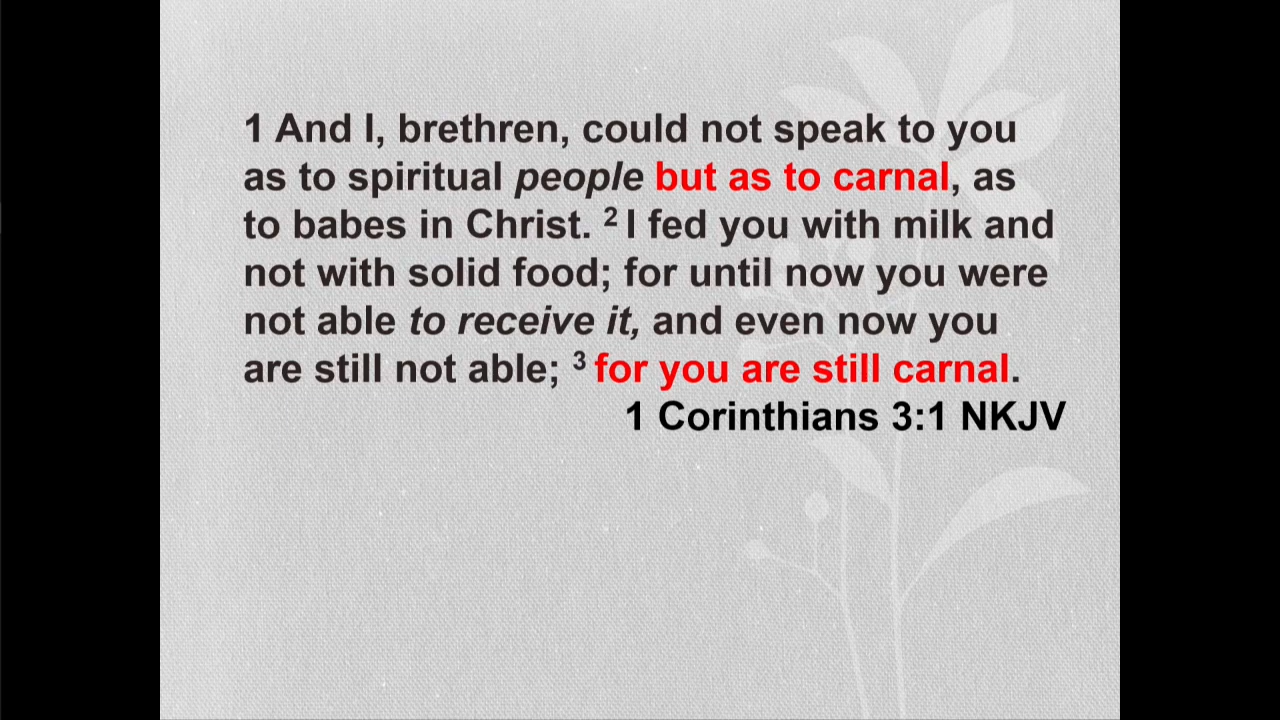 1 And I, brethren, could not speak to you
as to spiritual people but as to carnal, as
to babes in Christ. 2 I fed you with milk and
not with solid food; for until now you were
not able to receive it, and even now you
are still not able; 3 for you are still carnal.
1 Corinthians 3:1 NKJV